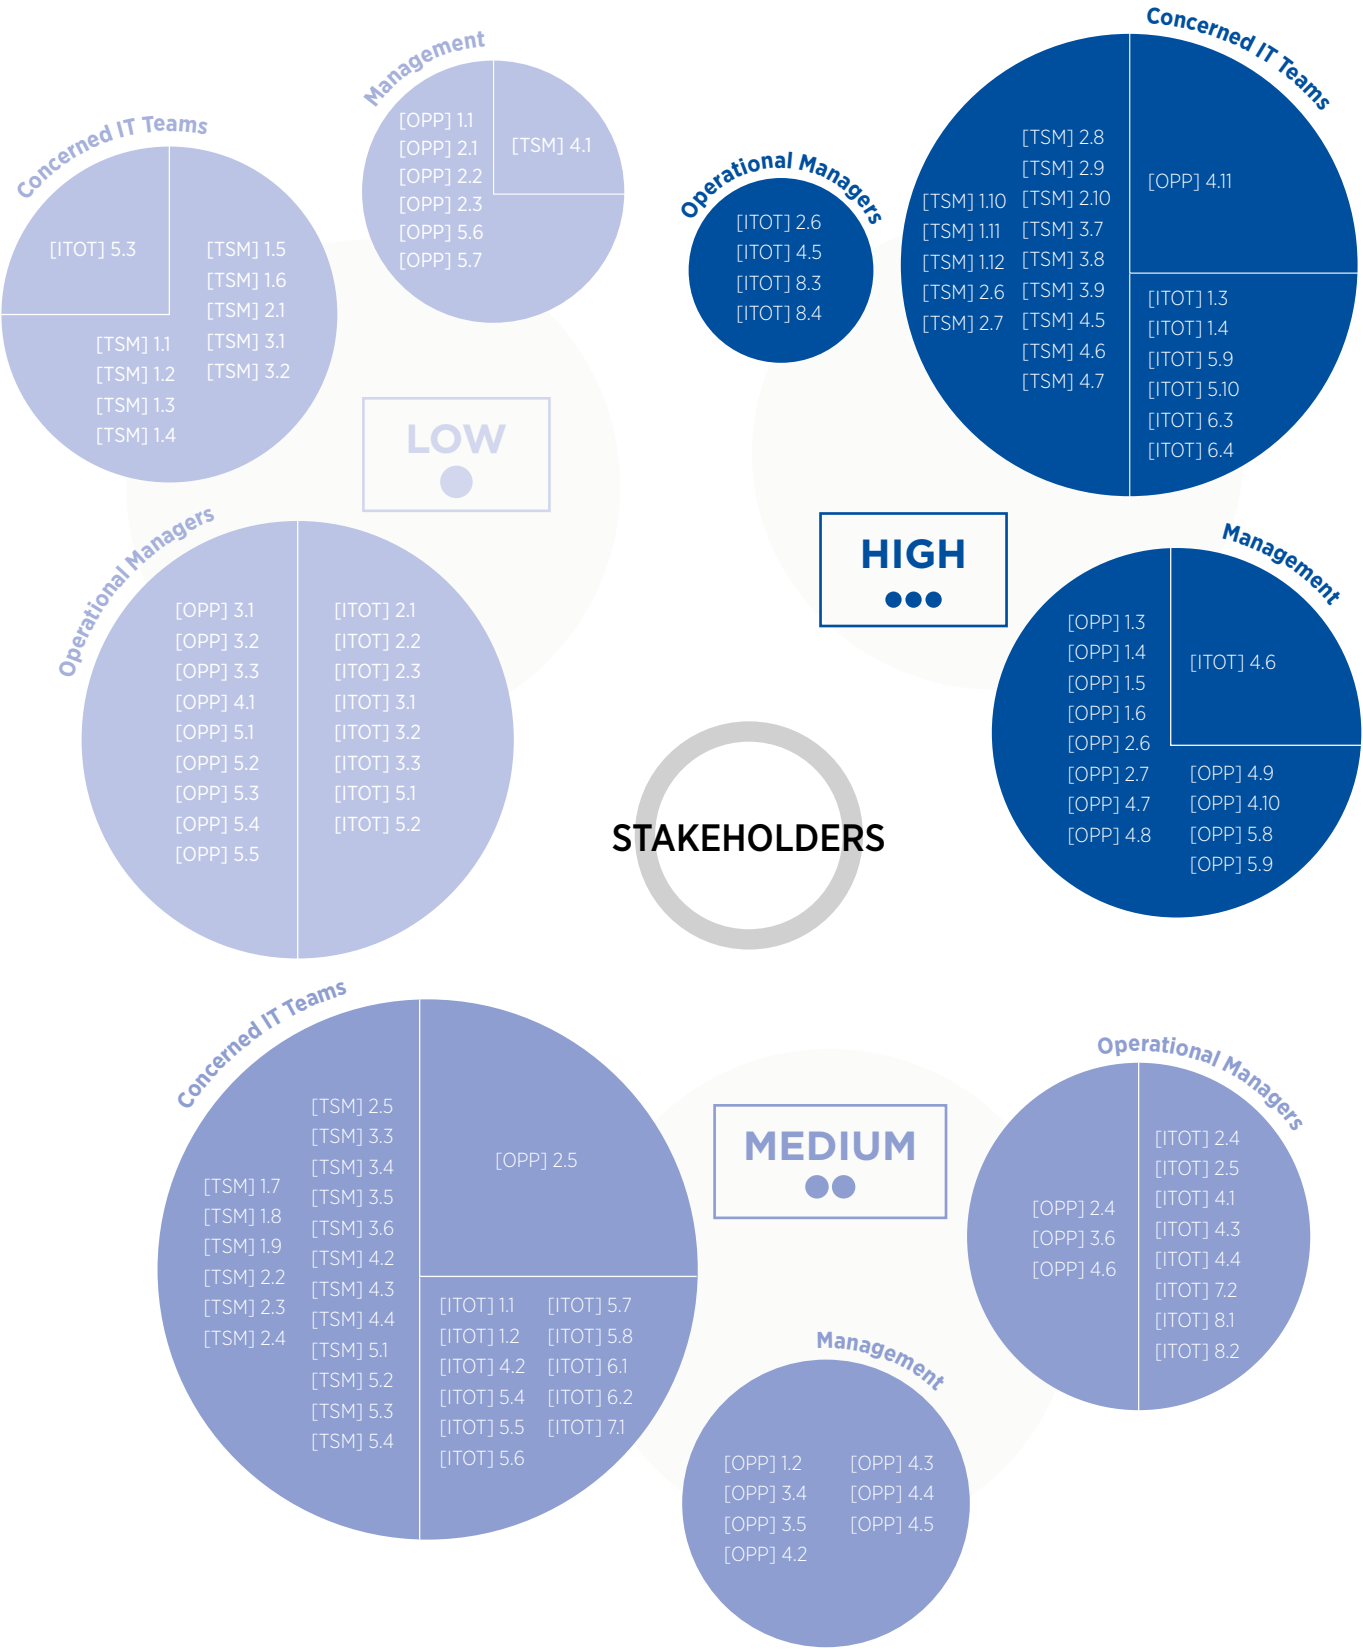 Management
[OPP] 1.1
[OPP] 2.1
[OPP] 2.2
[OPP] 2.3
[OPP] 5.6
[OPP] 5.7
[TSM] 4.1
Concerned IT Teams
[ITOT] 5.3
[TSM] 1.1
[TSM] 1.2
[TSM] 1.3
[TSM] 1.4
[TSM] 1.5
[TSM] 1.6
[TSM] 2.1
[TSM] 3.1
[TSM] 3.2
LOW
Operational Managers
[OPP] 3.1
[OPP] 3.2
[OPP] 3.3
[OPP] 4.1
[OPP] 5.1
[OPP] 5.2
[OPP] 5.3
[OPP] 5.4
[OPP] 5.5
[ITOT] 2.1
[ITOT] 2.2
[ITOT] 2.3
[ITOT] 3.1
[ITOT] 3.2
[ITOT] 3.3
[ITOT] 5.1
[ITOT] 5.2
Operational Managers
[ITOT] 2.6
[ITOT] 4.5
[ITOT] 8.3
[ITOT] 8.4
Concerned IT Teams
[TSM] 1.10
[TSM] 1.11
[TSM] 1.12
[TSM] 2.6
[TSM] 2.7
[TSM] 2.8
[TSM] 2.9
[TSM] 2.10
[TSM] 3.7
[TSM] 3.8
[TSM] 3.9
[TSM] 4.5
[TSM] 4.6
[TSM] 4.7
[OPP] 4.11
[ITOT] 1.3
[ITOT] 1.4
[ITOT] 5.9
[ITOT] 5.10
[ITOT] 6.3
[ITOT] 6.4
HIGH
Management
[OPP] 1.3
[OPP] 1.4
[OPP] 1.5
[OPP] 1.6
[OPP] 2.6
[OPP] 2.7
[OPP] 4.7
[OPP] 4.8
[ITOT] 4.6
[OPP] 4.9
[OPP] 4.10
[OPP] 5.8
[OPP] 5.9
STAKEHOLDERS
Concerned IT Teams
[TSM] 1.7
[TSM] 1.8
[TSM] 1.9
[TSM] 2.2
[TSM] 2.3
[TSM] 2.4
[TSM] 2.5
[TSM] 3.3
[TSM] 3.4
[TSM] 3.5
[TSM] 3.6
[TSM] 4.2
[TSM] 4.3
[TSM] 4.4
[TSM] 5.1
[TSM] 5.2
[TSM] 5.3
[TSM] 5.4
[OPP] 2.5
[ITOT] 1.1
[ITOT] 1.2
[ITOT] 4.2
[ITOT] 5.4
[ITOT] 5.5
[ITOT] 5.6
[ITOT] 5.7
[ITOT] 5.8
[ITOT] 6.1
[ITOT] 6.2
[ITOT] 7.1
MEDIUM
Operational Managers
[OPP] 2.4
[OPP] 3.6
[OPP] 4.6
[ITOT] 2.4
[ITOT] 2.5
[ITOT] 4.1
[ITOT] 4.3
[ITOT] 4.4
[ITOT] 7.2
[ITOT] 8.1
[ITOT] 8.2
Management
[OPP] 1.2
[OPP] 3.4
[OPP] 3.5
[OPP] 4.2
[OPP] 4.3
[OPP] 4.4
[OPP] 4.5